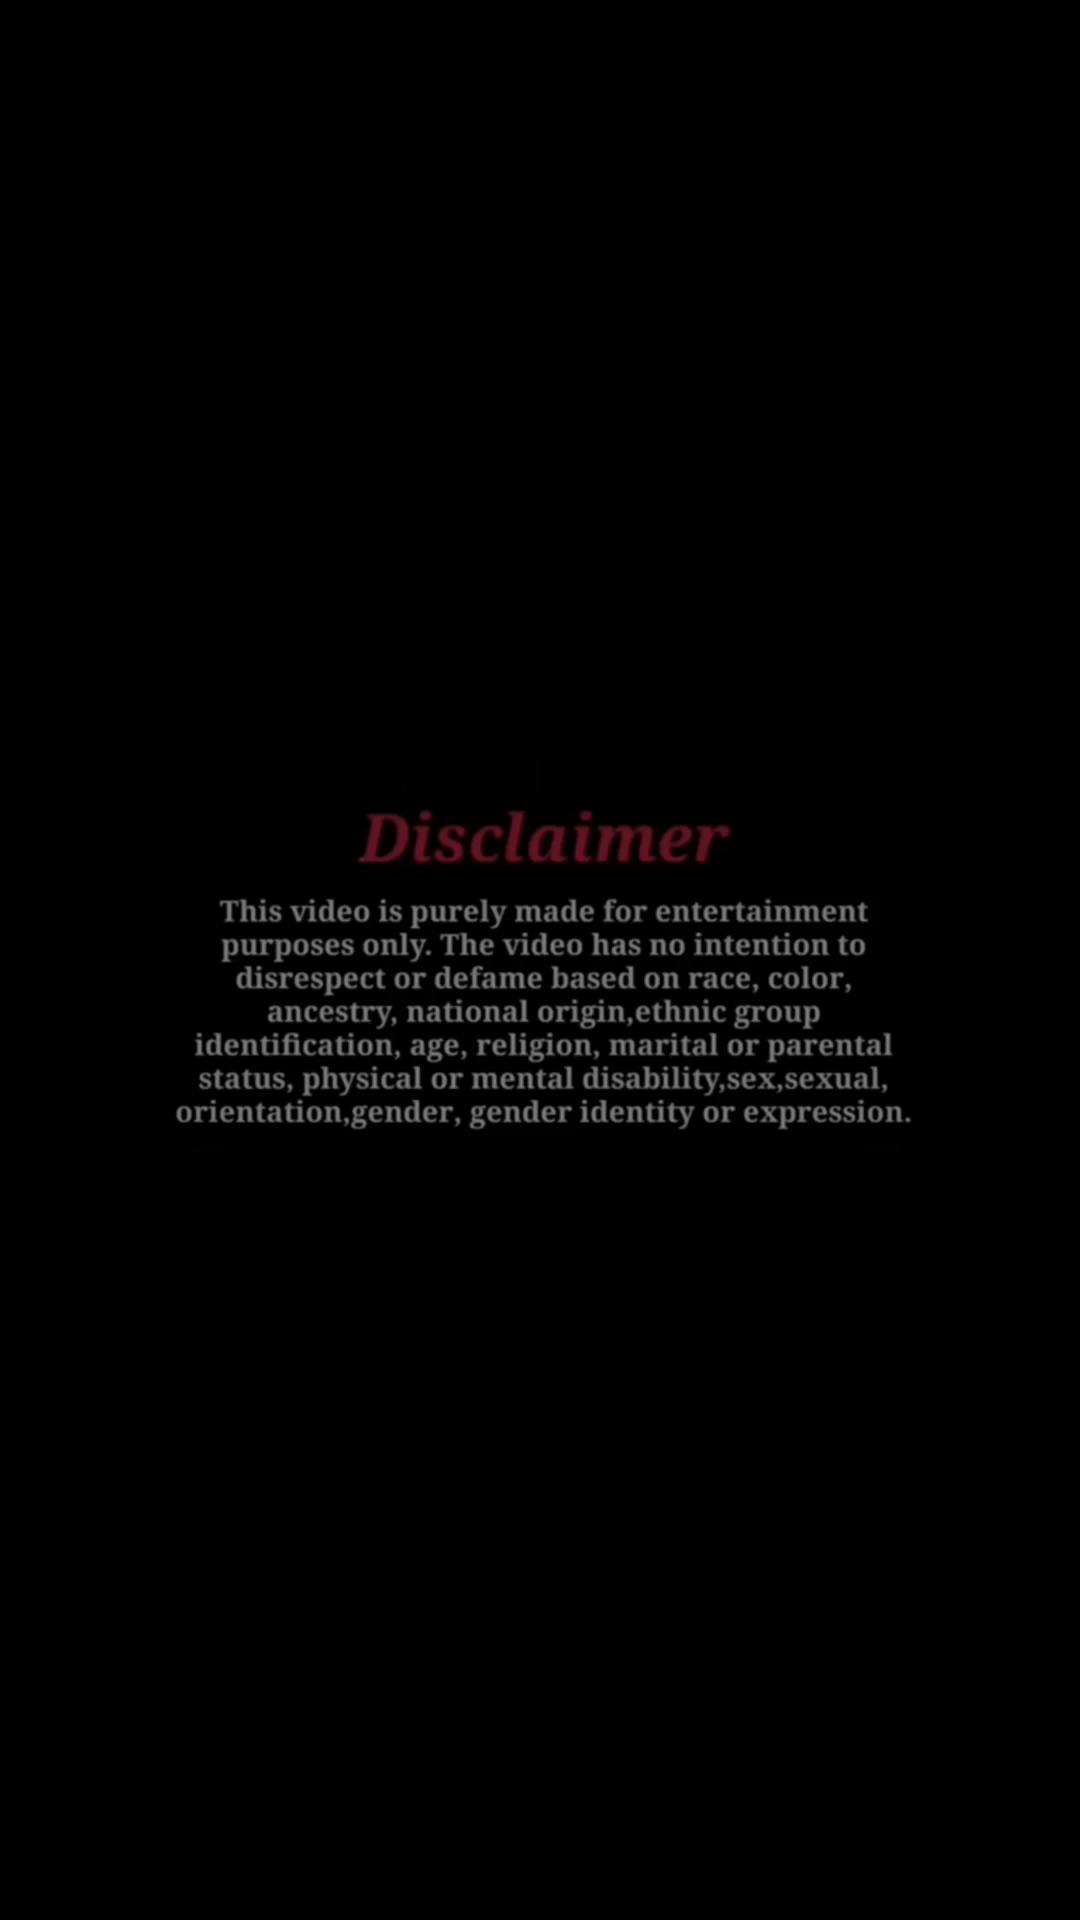 Disclaimer
This video is purely made for entertainment
purposes only. The video has no intention to
disrespect or defame based on race, color,
ancestry, national origin,ethnic group
identification, age, religion, marital or parental
status, physical or mental disability,sex,sexual,
orientation,gender, gender identity or expression.